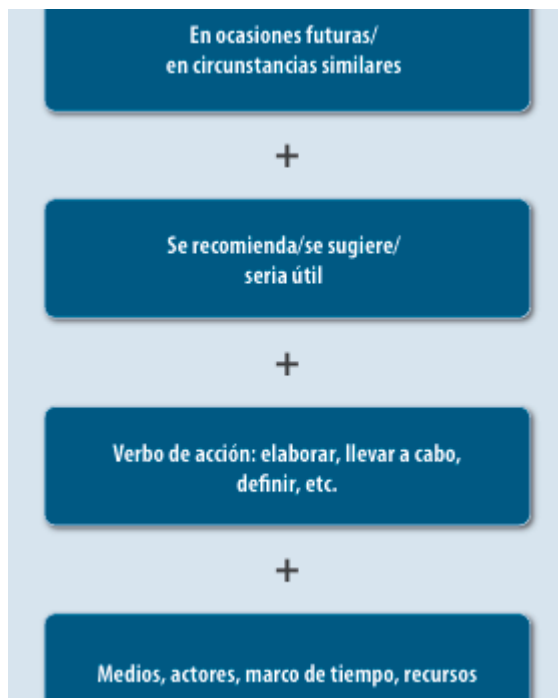 En ocasiones futuras/
en circunstancias similares
+
Se recomienda/se sugiere/
seria útil
+
Verbo de acción: elaborar, llevar a cabo,
definir, etc.
+
Medios, actores, marco de tiempo, recursos